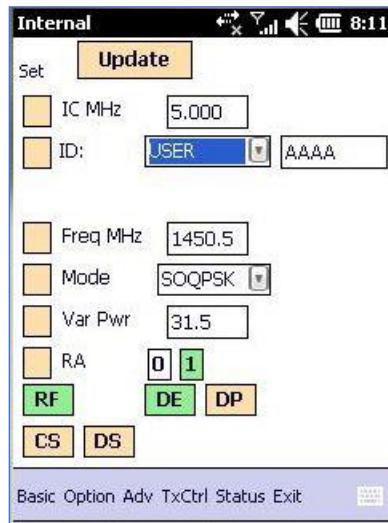 Internal 8:11
Set Update
IC MHz 5.000
ID: USER AAAA
Freq MHz 1450.5
Mode SOQPSK
Var Pwr 31.5
RA 0 1
RF DE DP
CS DS
Basic Option Adv TxCtrl Status Exit